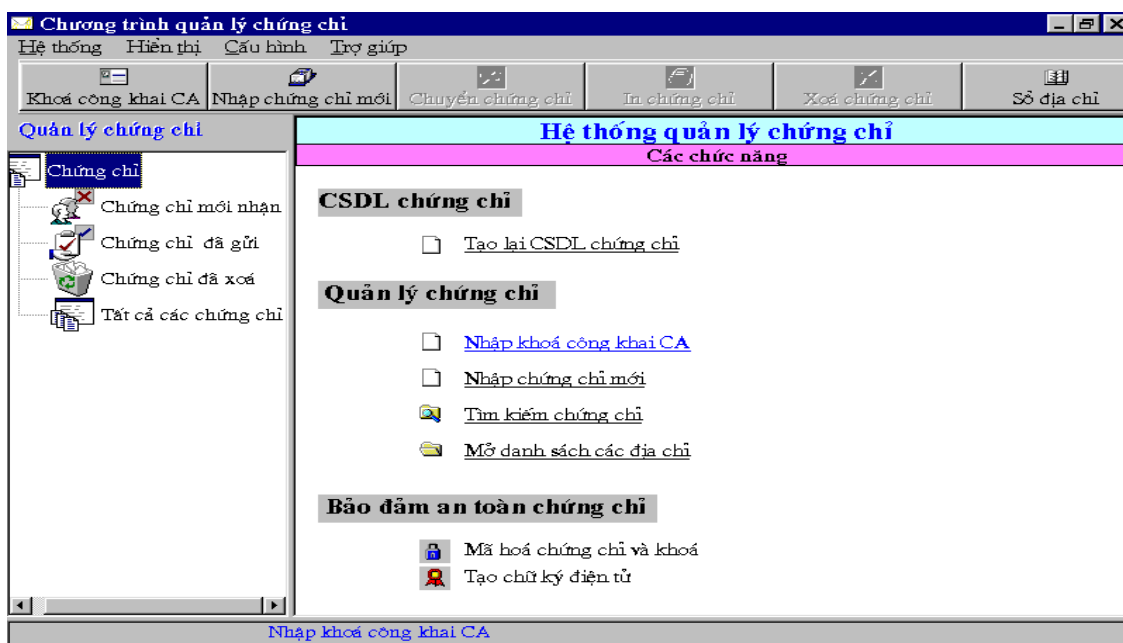 Chương trình quản lý chứng chỉ
Hệ thống Hiển thị Cấu hình Trợ giúp
Khoá công khai CA Nhập chứng chỉ mới Chuyển chứng chỉ In chứng chỉ Xoá chứng chỉ Sổ địa chỉ
Quản lý chứng chỉ
Chứng chỉ
Chứng chỉ mới nhận
Chứng chỉ đã gửi
Chứng chỉ đã xoá
Tất cả các chứng chỉ
Hệ thống quản lý chứng chỉ
Các chức năng
CSDL chứng chỉ
Tạo lại CSDL chứng chỉ
Quản lý chứng chỉ
Nhập khoá công khai CA
Nhập chứng chỉ mới
Tìm kiếm chứng chỉ
Mở danh sách các địa chỉ
Bảo đảm an toàn chứng chỉ
Mã hoá chứng chỉ và khoá
Tạo chữ ký điện tử
Nhập khoá công khai CA